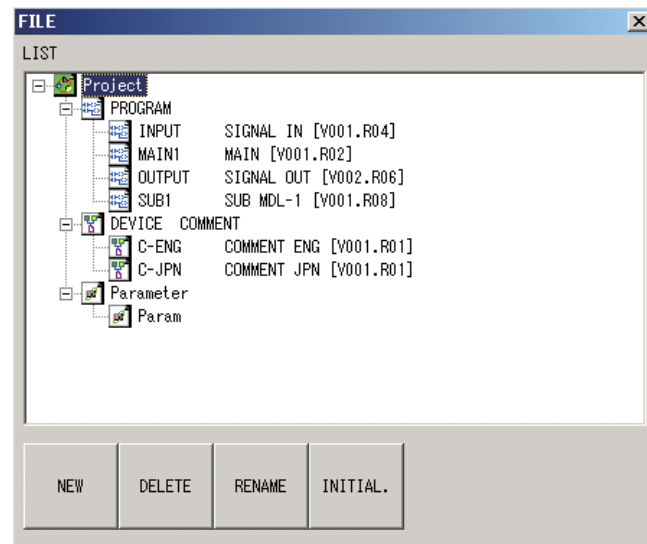 FILE
LIST
Project
PROGRAM
INPUT SIGNAL IN [V001.R04]
MAIN1 MAIN [V001.R02]
OUTPUT SIGNAL OUT [V002.R06]
SUB1 SUB MDL-1 [V001.R08]
DEVICE COMMENT
C-ENG COMMENT ENG [V001.R01]
C-JPN COMMENT JPN [V001.R01]
Parameter
Param
NEW DELETE RENAME INITIAL.